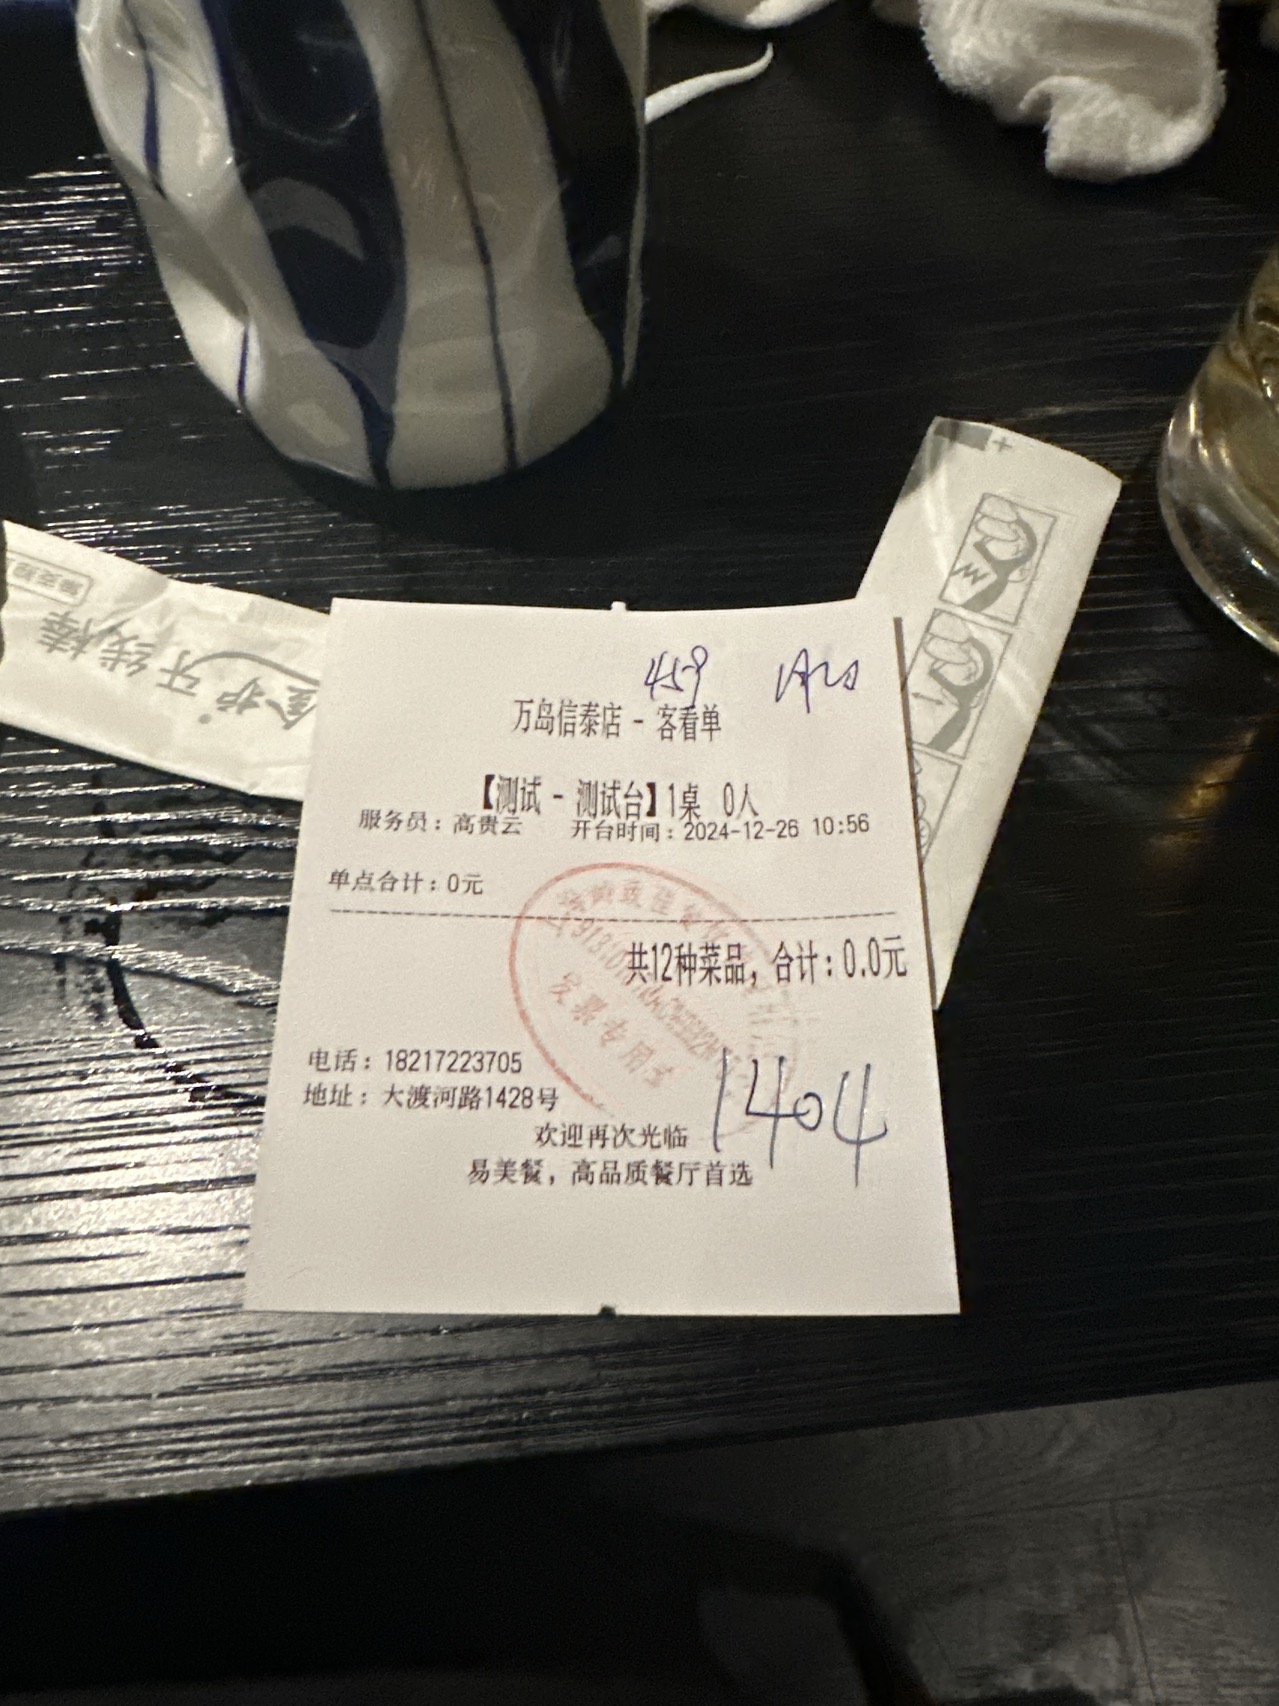 459
万岛信泰店 - 客看单
【测试 - 测试台】1桌 0人
服务员：高贵云 开台时间：2024-12-26 10:56
单点合计：0元
共12种菜品，合计：0.0元
电话：18217223705
地址：大渡河路1428号
1404
欢迎再次光临
易美餐，高品质餐厅首选
发票专用章
牙线棒